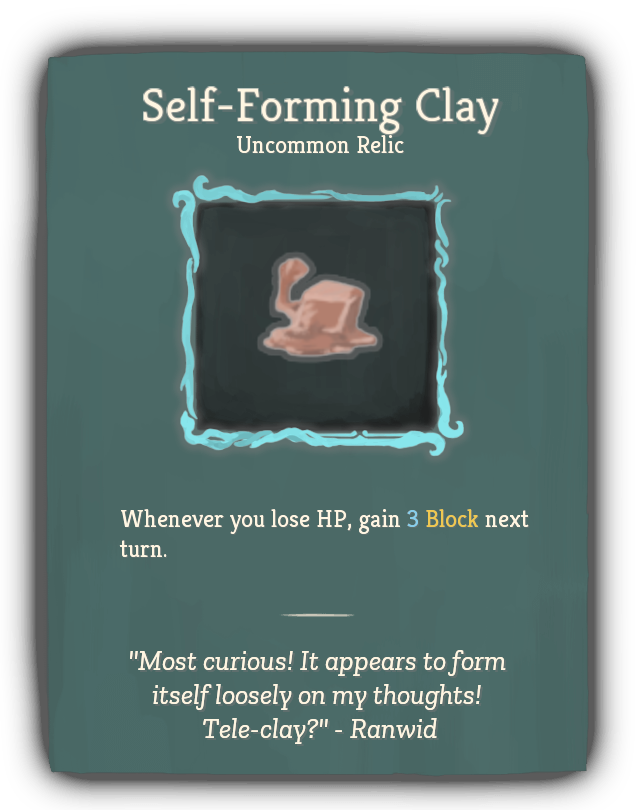 Self-Forming Clay
Uncommon Relic
Whenever you lose HP, gain 3 Block next
turn.
"Most curious! It appears to form
itself loosely on my thoughts!
Tele-clay?" - Ranwid